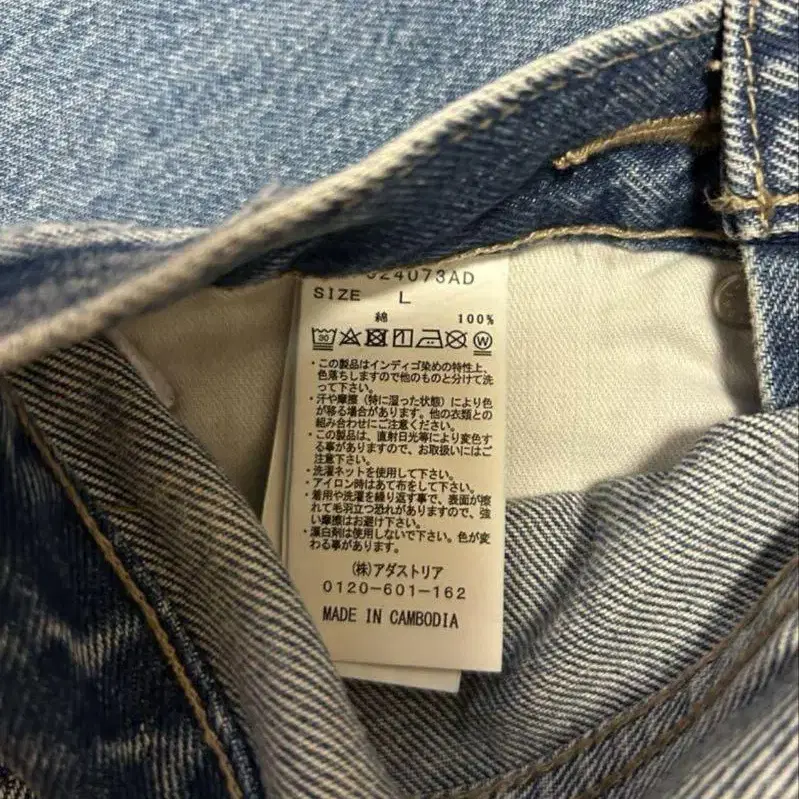 24073AD
SIZE L
綿 100%
30 W
・この製品はインディゴ染めの特性上、
色落ちしますので他のものと分けて洗
って下さい。
・汗や摩擦（特に湿った状態）により色
が移る場合があります。他の衣類との
組み合わせにご注意ください。
・この製品は、直射日光等により変色す
る事がありますので、お取扱いにはご
注意下さい。
・洗濯ネットを使用して下さい。
・アイロン時はあて布をして下さい。
・着用や洗濯を繰り返す事で、表面が擦
れて毛羽立つ恐れがありますので、強
い摩擦はお避け下さい。
・漂白剤は使用しないで下さい。色が変
わる事があります。
(株)アダストリア
0120-601-162
MADE IN CAMBODIA